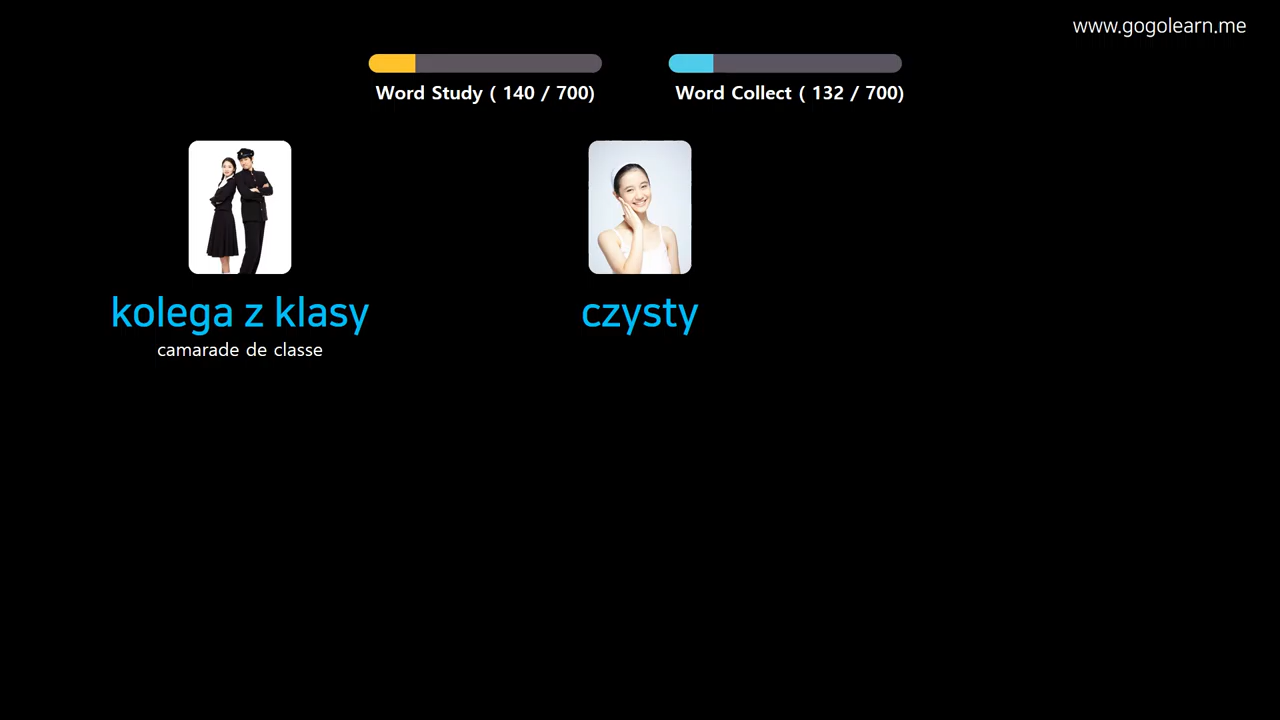 www.gogolearn.me
Word Study ( 140 / 700)
Word Collect ( 132 / 700)
kolega z klasy
camarade de classe
czysty